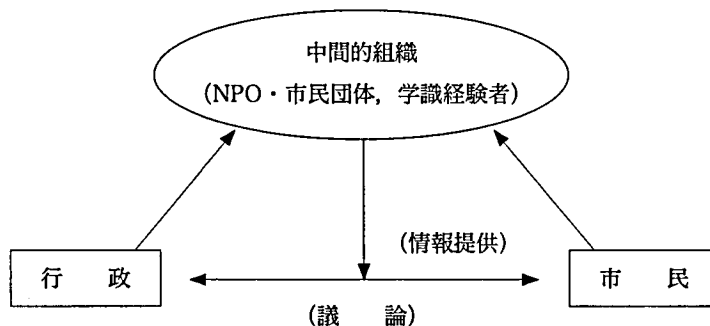 中間的組織
(NPO・市民団体，学識経験者)
(情報提供)
行　政
市　民
(議　論)